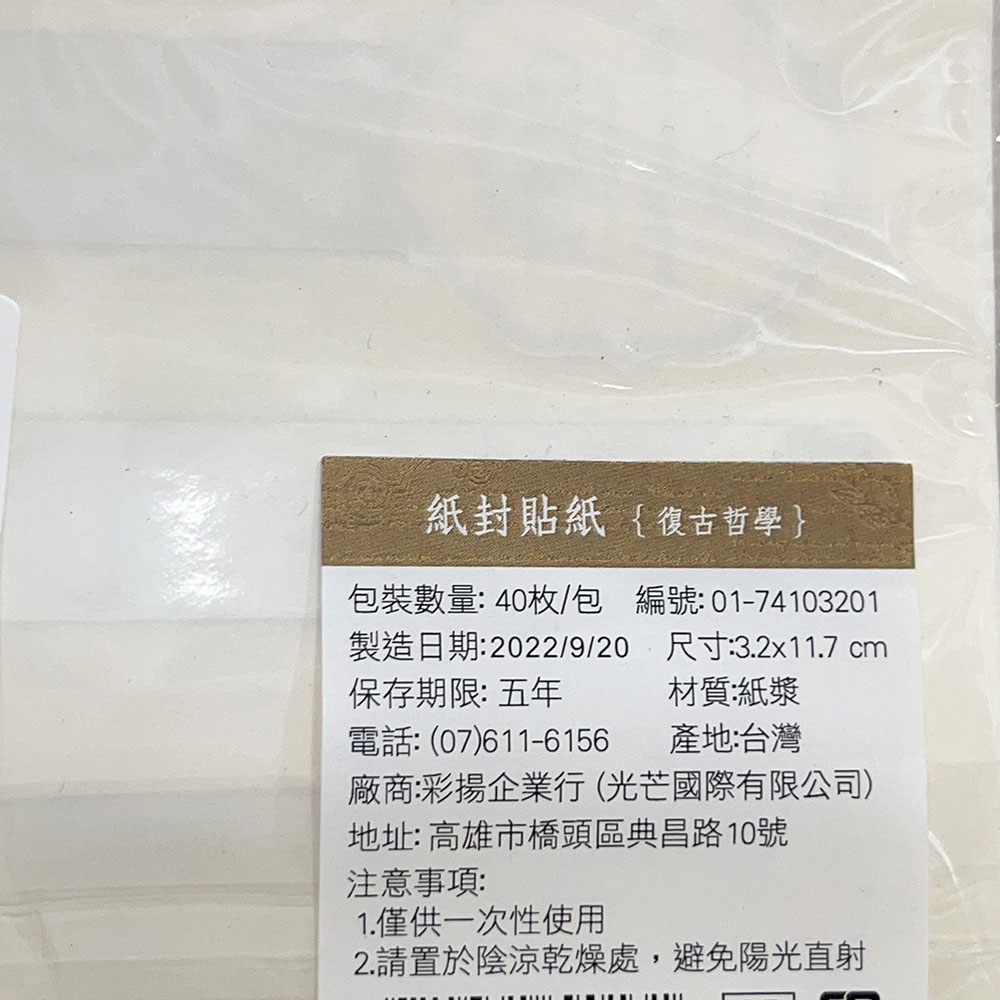 紙封貼紙 {復古哲學}
包裝數量: 40枚/包 編號: 01-74103201
製造日期:2022/9/20 尺寸:3.2x11.7 cm
保存期限: 五年 材質:紙漿
電話: (07)611-6156 產地:台灣
廠商:彩揚企業行 (光芒國際有限公司)
地址: 高雄市橋頭區典昌路10號
注意事項:
1.僅供一次性使用
2.請置於陰涼乾燥處，避免陽光直射